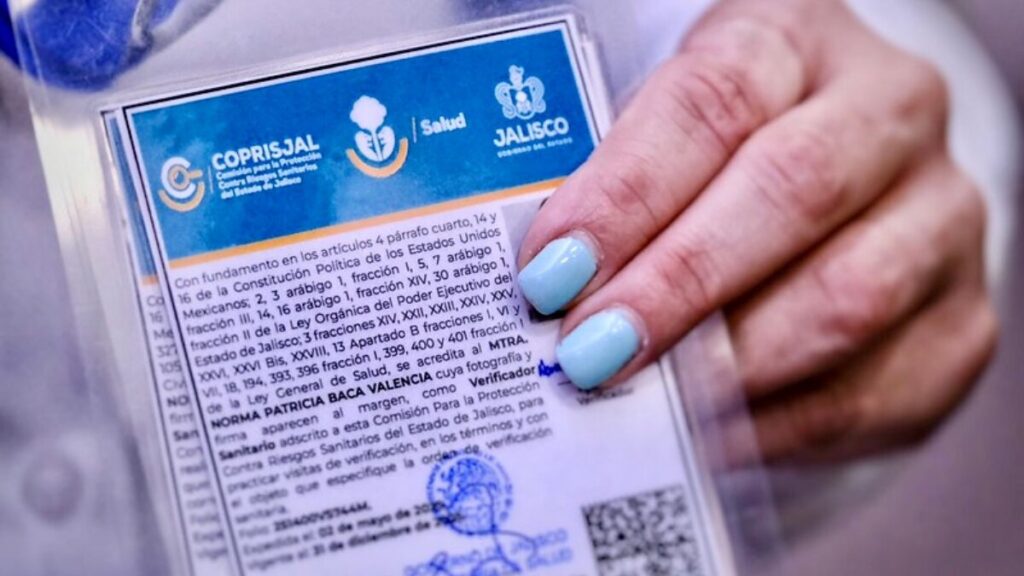 COPRISJAL
Comisión para la Protección
Contra Riesgos Sanitarios
del Estado de Jalisco
Salud
JALISCO
GOBIERNO DEL ESTADO
Con fundamento en los artículos 4 párrafo cuarto, 14 y
16 de la Constitución Política de los Estados Unidos
Mexicanos; 2, 3 arábigo 1, fracción I, 5, 7 arábigo 1,
fracción III, 14, 16 arábigo 1, fracción XIV, 30 arábigo 1,
fracción II de la Ley Orgánica del Poder Ejecutivo del
Estado de Jalisco; 3 fracciones XIV, XXII, XXIII, XXIV, XXV,
XXVI, XXVI Bis, XXVIII, 13 Apartado B fracciones I, VI y
VII, 18, 194, 393, 396 fracción I, 399, 400 y 401 fracción I
de la Ley General de Salud, se acredita al MTRA.
NORMA PATRICIA BACA VALENCIA cuya fotografía y
firma aparecen al margen, como Verificador
Sanitario adscrito a esta Comisión Para la Protección
Contra Riesgos Sanitarios del Estado de Jalisco, para
practicar visitas de verificación, en los términos y con
el objeto que especifique la orden de verificación
Folio: 251400V5744M.
Expedida el: 02 de mayo de
Vigente el: 31 de diciembre de
GOBIERNO DE JALISCO
SALUD